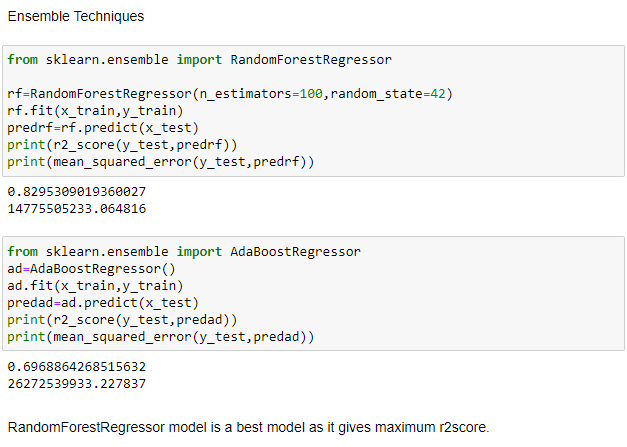 Ensemble Techniques
from sklearn.ensemble import RandomForestRegressor
rf=RandomForestRegressor(n_estimators=100,random_state=42)
rf.fit(x_train,y_train)
predrf=rf.predict(x_test)
print(r2_score(y_test,predrf))
print(mean_squared_error(y_test,predrf))
0.8295309019360027
14775505233.064816
from sklearn.ensemble import AdaBoostRegressor
ad=AdaBoostRegressor()
ad.fit(x_train,y_train)
predad=ad.predict(x_test)
print(r2_score(y_test,predad))
print(mean_squared_error(y_test,predad))
0.6968864268515632
26272539933.227837
RandomForestRegressor model is a best model as it gives maximum r2score.